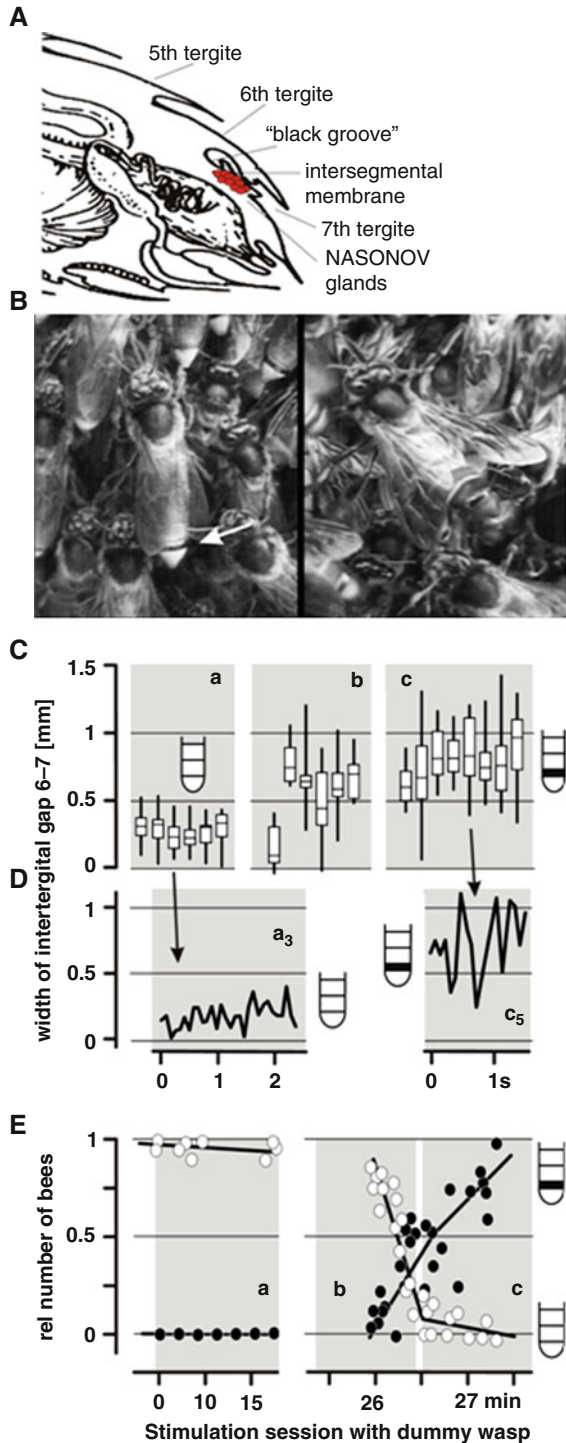 A
5th tergite
6th tergite
“black groove”
intersegmental
membrane
7th tergite
NASONOV
glands
B
C
width of intertergital gap 6–7 [mm]
1.5
1
0.5
0
a
b
c
D
1
0.5
0
a3
c5
0
1
2
0
1s
E
rel number of bees
1
0.5
0
a
b
c
0
10
15
26
27 min
Stimulation session with dummy wasp